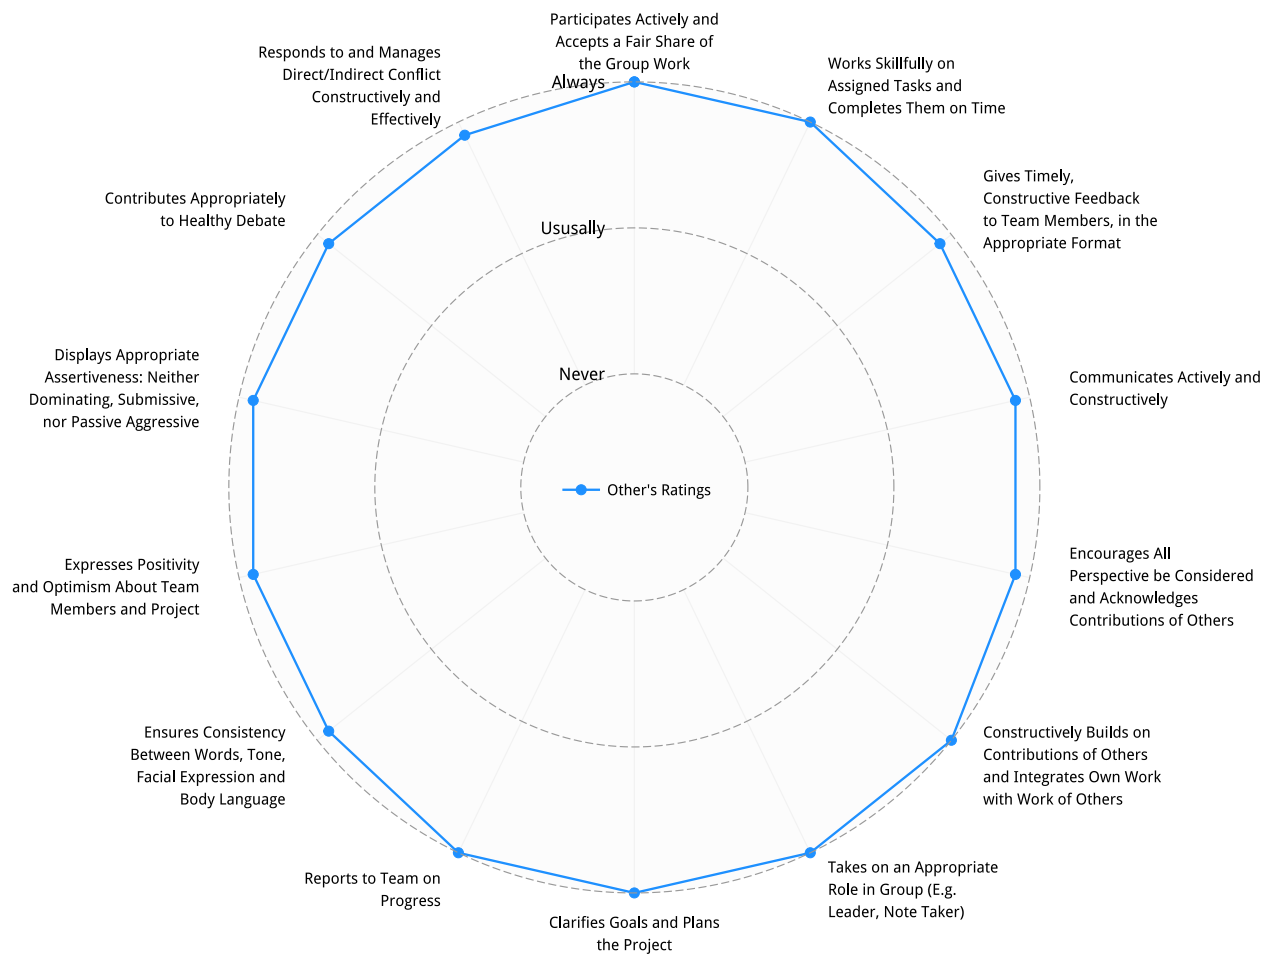 Participates Actively and
Accepts a Fair Share of
the Group Work
Works Skillfully on
Assigned Tasks and
Completes Them on Time
Gives Timely,
Constructive Feedback
to Team Members, in the
Appropriate Format
Communicates Actively and
Constructively
Encourages All
Perspective be Considered
and Acknowledges
Contributions of Others
Constructively Builds on
Contributions of Others
and Integrates Own Work
with Work of Others
Takes on an Appropriate
Role in Group (E.g.
Leader, Note Taker)
Clarifies Goals and Plans
the Project
Reports to Team on
Progress
Ensures Consistency
Between Words, Tone,
Facial Expression and
Body Language
Expresses Positivity
and Optimism About Team
Members and Project
Displays Appropriate
Assertiveness: Neither
Dominating, Submissive,
nor Passive Aggressive
Contributes Appropriately
to Healthy Debate
Responds to and Manages
Direct/Indirect Conflict
Constructively and
Effectively
Always
Ususally
Never
Other's Ratings